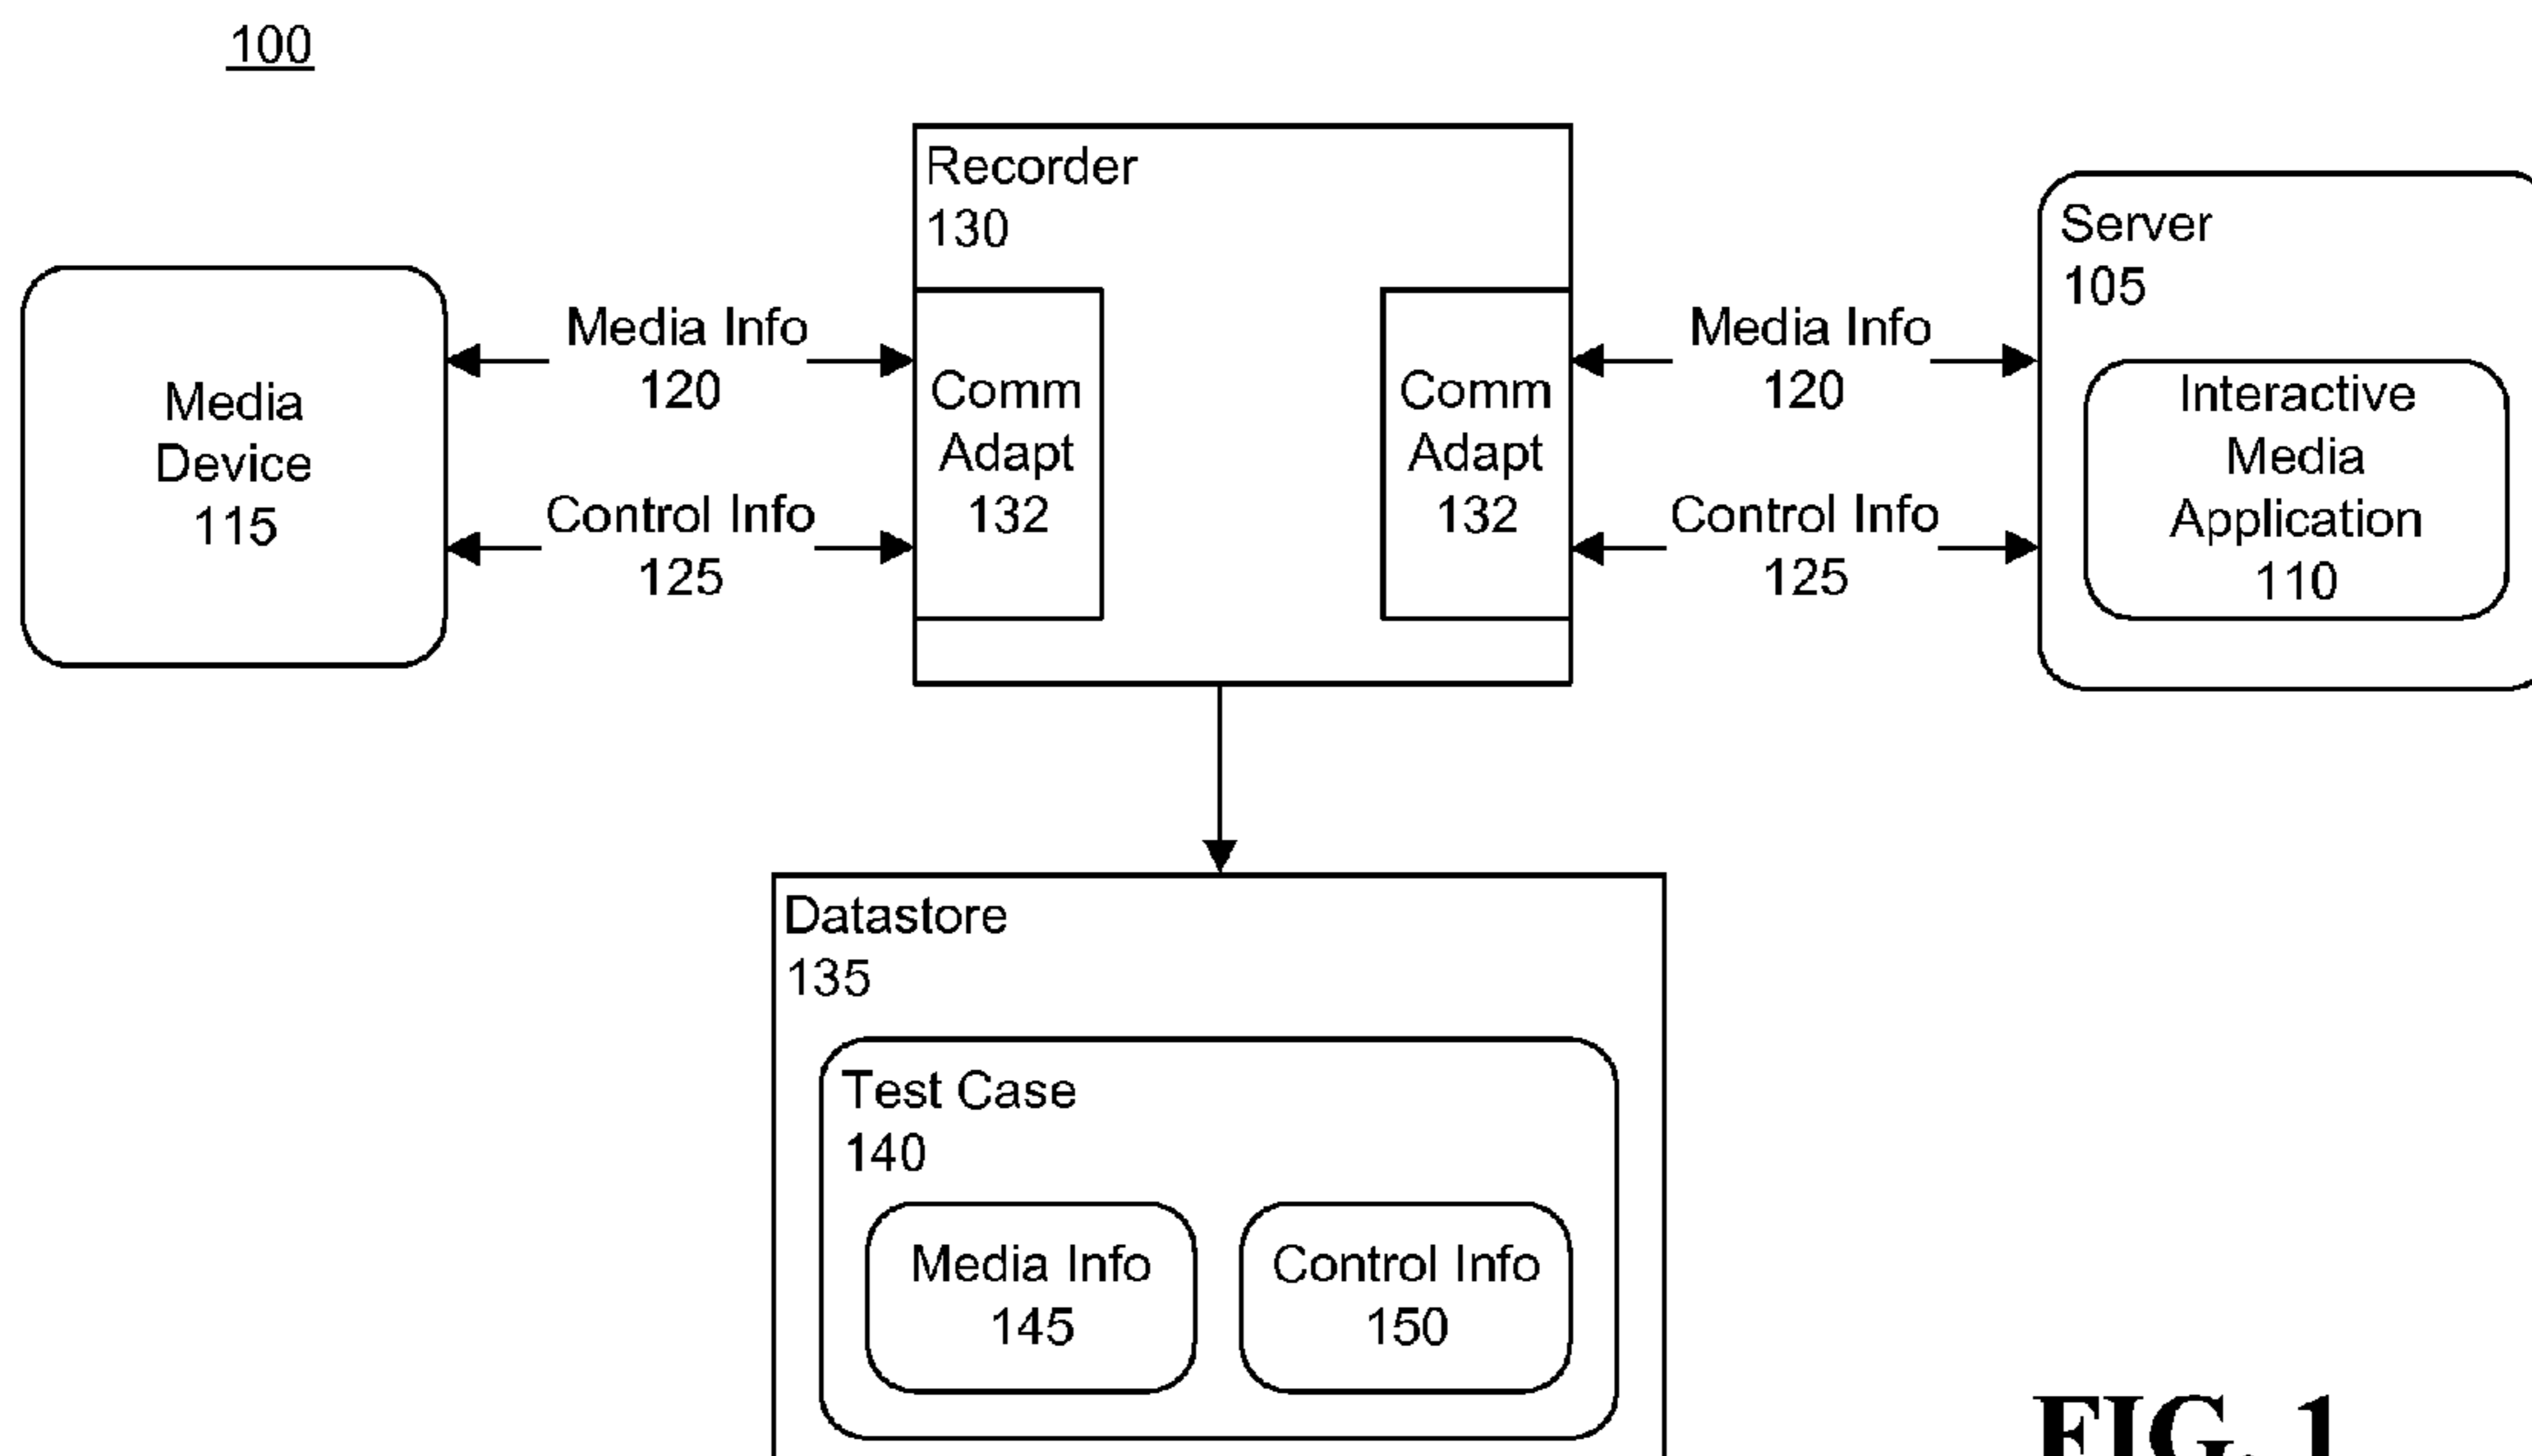 100
Recorder
130
Server
105
Media
Device
115
Media Info
120
Control Info
125
Comm
Adapt
132
Comm
Adapt
132
Media Info
120
Control Info
125
Interactive
Media
Application
110
Datastore
135
Test Case
140
Media Info
145
Control Info
150
FIG. 1